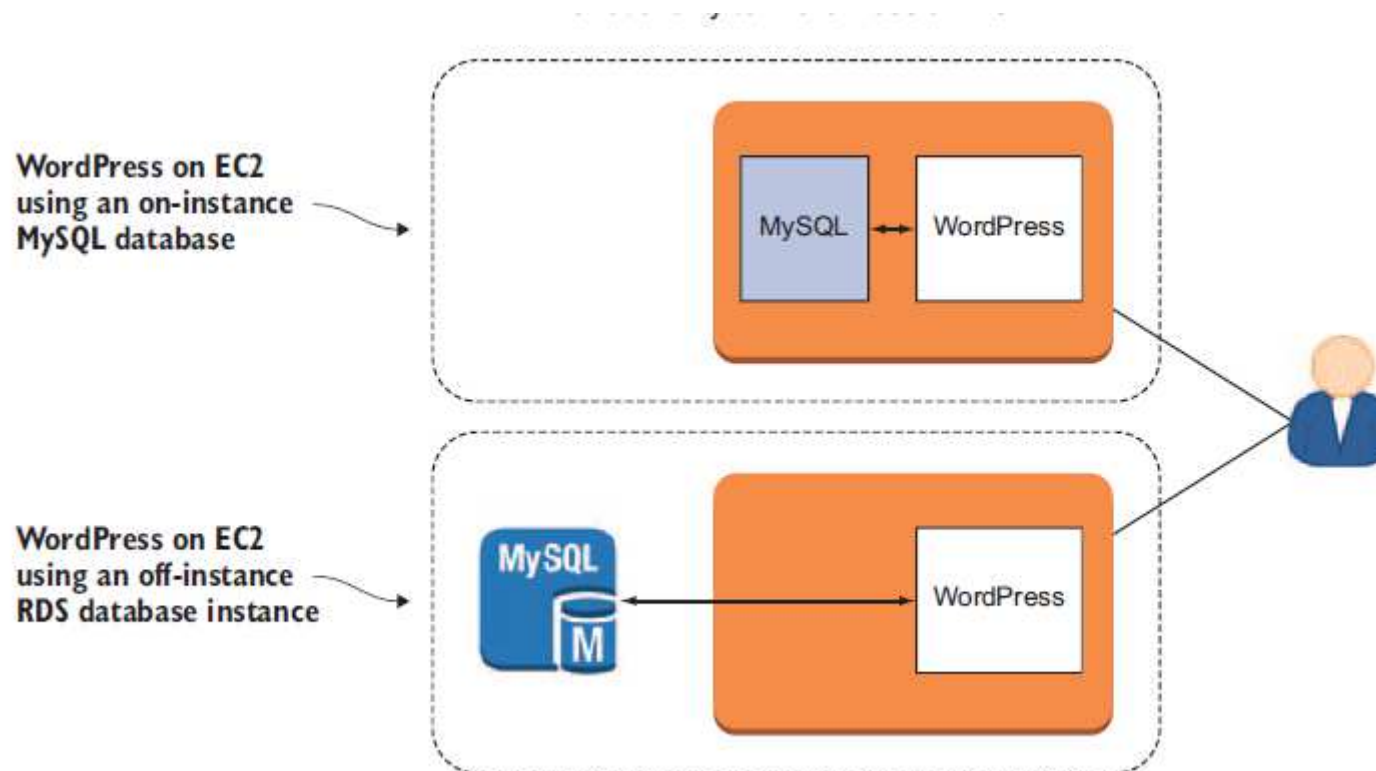 WordPress on EC2
using an on-instance
MySQL database
MySQL
WordPress
WordPress on EC2
using an off-instance
RDS database instance
MySQL
M
WordPress